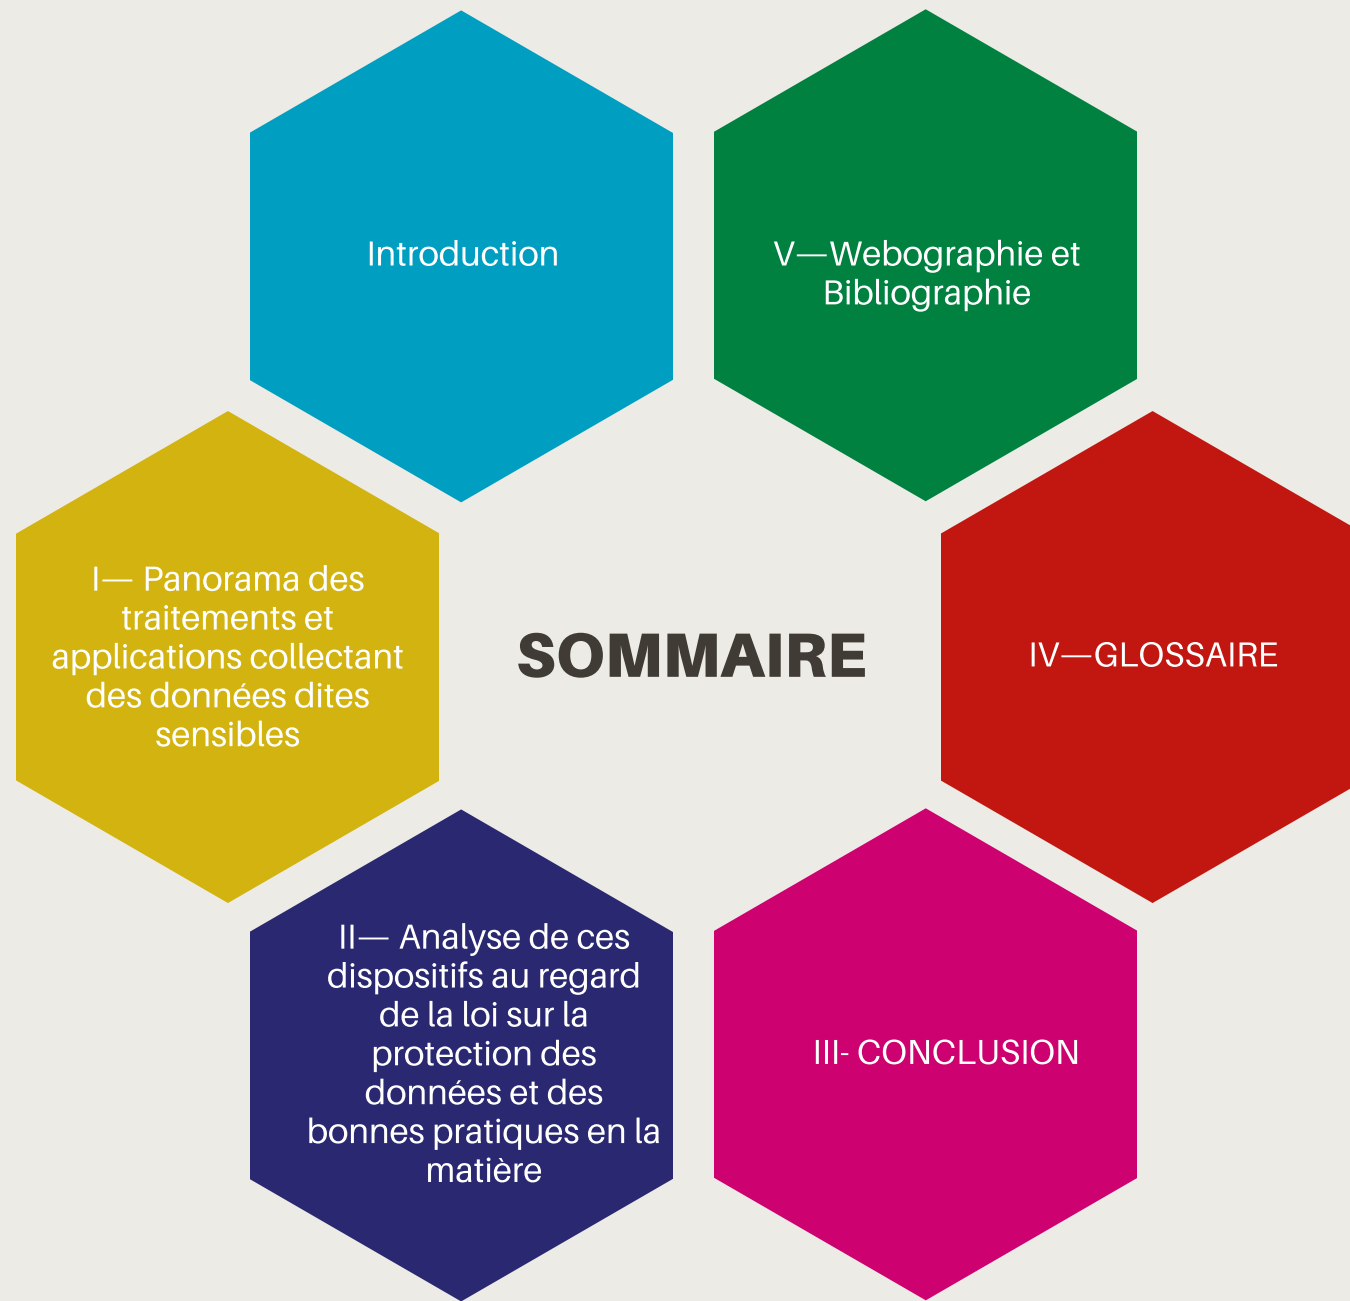 SOMMAIRE
Introduction
I— Panorama des
traitements et
applications collectant
des données dites
sensibles
II— Analyse de ces
dispositifs au regard
de la loi sur la
protection des
données et des
bonnes pratiques en la
matière
III- CONCLUSION
IV—GLOSSAIRE
V—Webographie et
Bibliographie